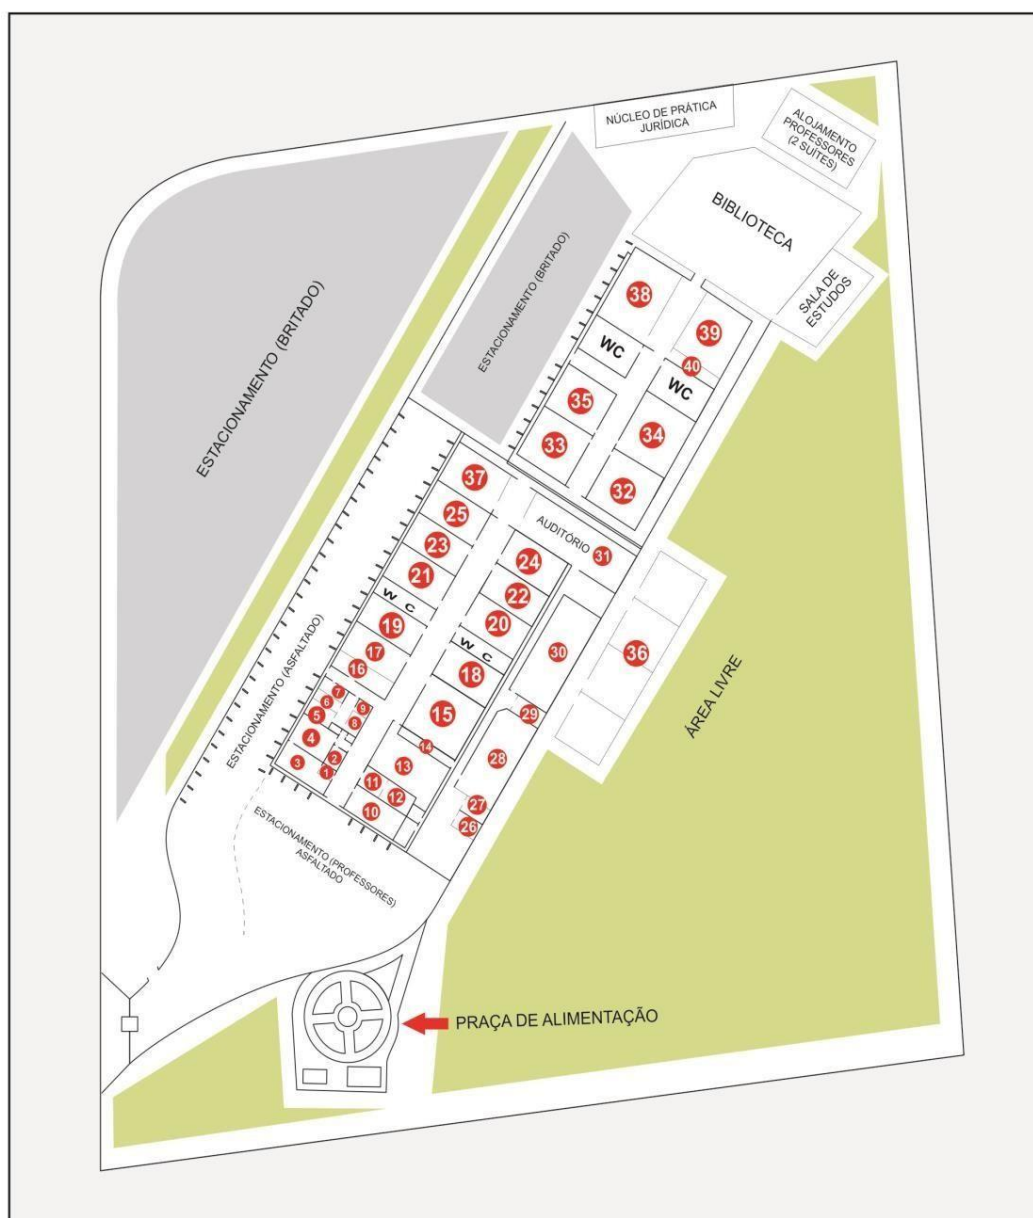 NÚCLEO DE PRÁTICA
JURÍDICA
ALOJAMENTO
PROFESSORES
(2 SUÍTES)
BIBLIOTECA
SALA DE
ESTUDOS
ESTACIONAMENTO (BRITADO)
ESTACIONAMENTO (BRITADO)
38
39
WC
40
WC
35
34
33
32
37
25
AUDITÓRIO
31
23
24
21
22
W C
20
19
W C
30
36
17
18
16
ESTACIONAMENTO (ASFALTADO)
ÁREA LIVRE
7
6
9
5
8
15
29
4
14
28
2
3
1
13
11
12
27
10
26
ESTACIONAMENTO (PROFESSORES)
ASFALTADO
PRAÇA DE ALIMENTAÇÃO